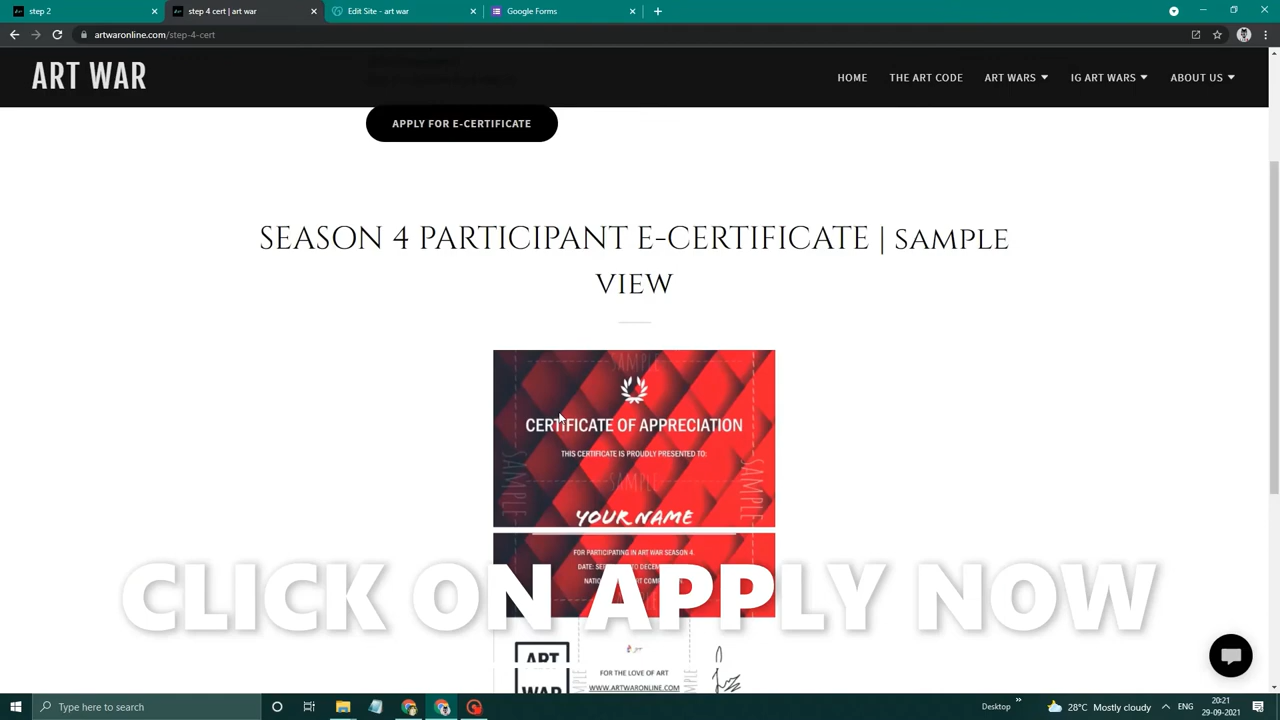 step 2
step 4 cert | art war
Edit Site - art war
Google Forms
artwaronline.com/step-4-cert
ART WAR
HOME
THE ART CODE
ART WARS
IG ART WARS
ABOUT US
APPLY FOR E-CERTIFICATE
SEASON 4 PARTICIPANT E-CERTIFICATE | SAMPLE
VIEW
SAMPLE
CERTIFICATE OF APPRECIATION
THIS CERTIFICATE IS PROUDLY PRESENTED TO:
SAMPLE
SAMPLE
SAMPLE
YOUR NAME
FOR PARTICIPATING IN ART WAR SEASON 4.
CLICK ON APPLY NOW
ART
WAR
FOR THE LOVE OF ART
WWW.ARTWARONLINE.COM
Type here to search
Desktop
28°C Mostly cloudy
ENG
20:21
29-09-2021